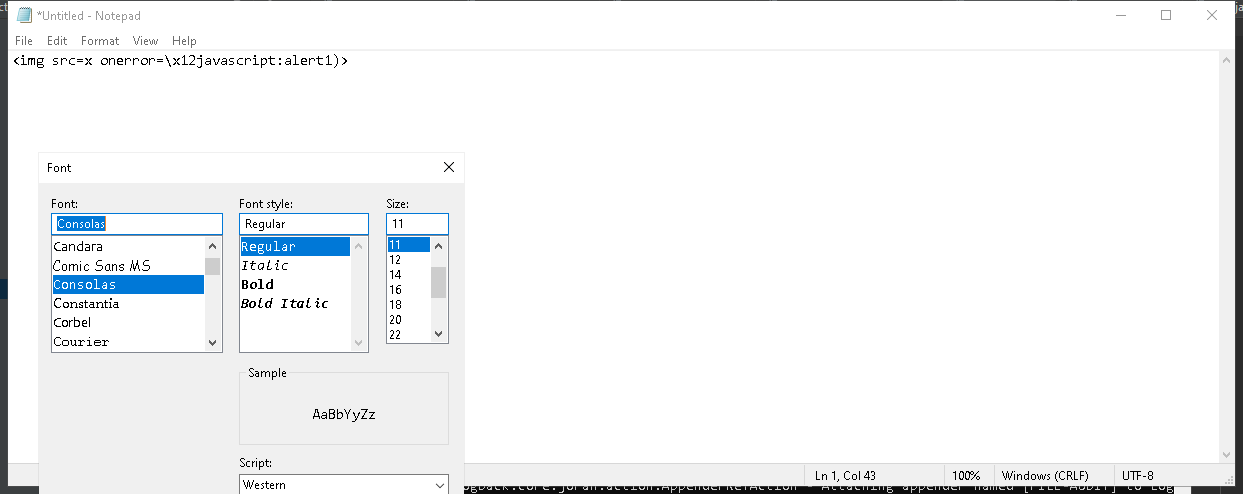 *Untitled - Notepad
File Edit Format View Help
<img src=x onerror=\x12javascript:alert1)>
Font
Font: Font style: Size:
Consolas Regular 11
Candara Regular 11
Comic Sans MS Italic 12
Consolas Bold 14
Constantia Bold Italic 16
Corbel 18
Courier 20
22
Sample
AaBbYyZz
Script:
Western
Ln 1, Col 43 100% Windows (CRLF) UTF-8